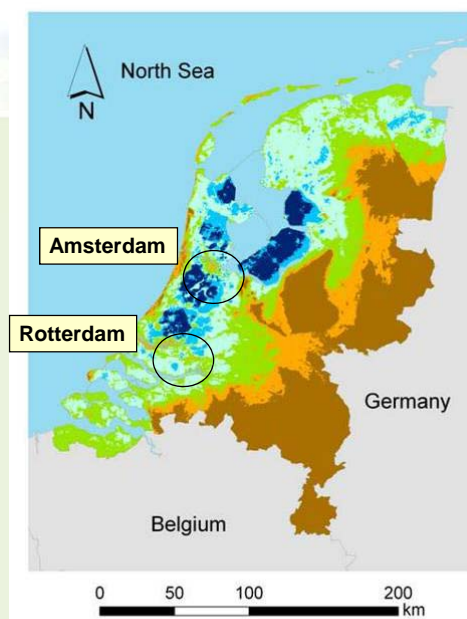 North Sea
N
Amsterdam
Rotterdam
Germany
Belgium
0 50 100 200
km